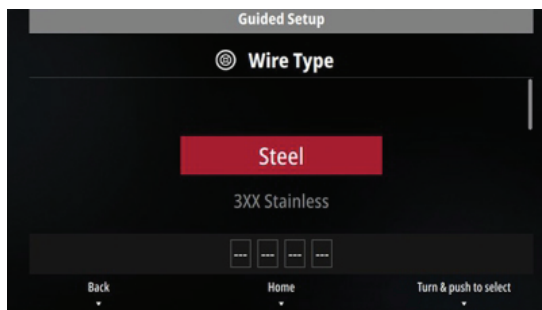 Guided Setup
Wire Type
Steel
3XX Stainless
--- --- --- ---
Back Home Turn & push to select